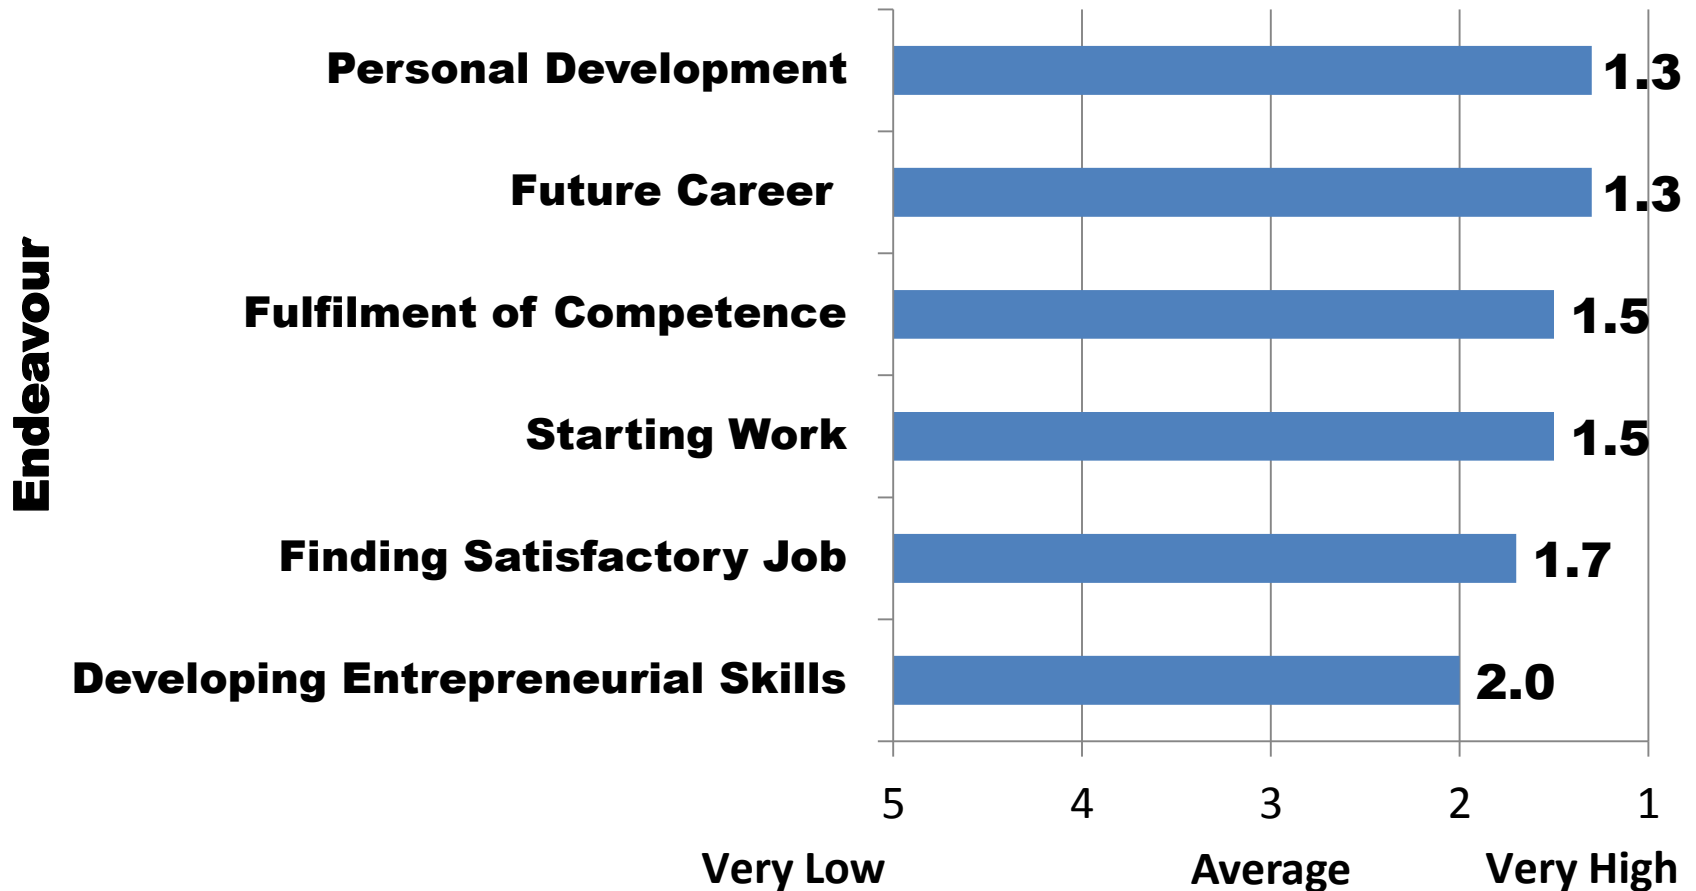 Endeavour
Personal Development 1.3
Future Career 1.3
Fulfilment of Competence 1.5
Starting Work 1.5
Finding Satisfactory Job 1.7
Developing Entrepreneurial Skills 2.0
5 4 3 2 1
Very Low Average Very High